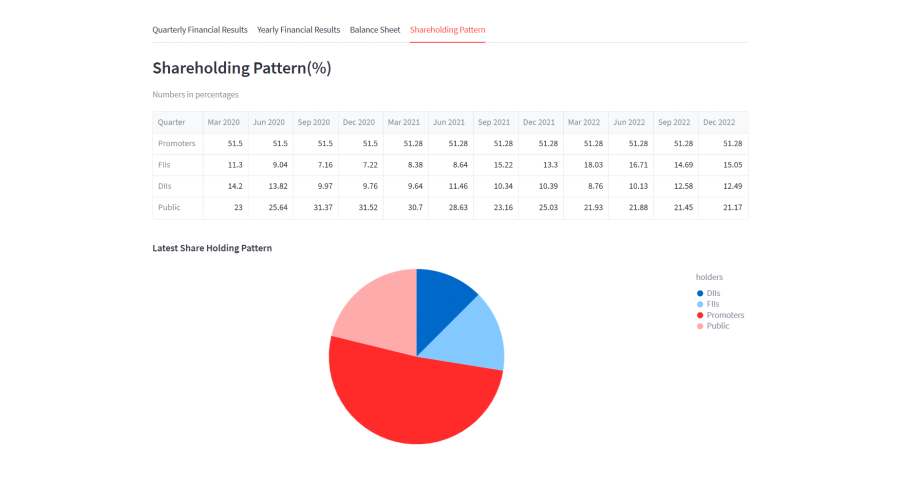 Quarterly Financial Results Yearly Financial Results Balance Sheet Shareholding Pattern
Shareholding Pattern(%)
Numbers in percentages
Quarter Mar 2020 Jun 2020 Sep 2020 Dec 2020 Mar 2021 Jun 2021 Sep 2021 Dec 2021 Mar 2022 Jun 2022 Sep 2022 Dec 2022
Promoters 51.5 51.5 51.5 51.5 51.28 51.28 51.28 51.28 51.28 51.28 51.28 51.28
FIIs 11.3 9.04 7.16 7.22 8.38 8.64 15.22 13.3 18.03 16.71 14.69 15.05
DIIs 14.2 13.82 9.97 9.76 9.64 11.46 10.34 10.39 8.76 10.13 12.58 12.49
Public 23 25.64 31.37 31.52 30.7 28.63 23.16 25.03 21.93 21.88 21.45 21.17
Latest Share Holding Pattern
holders
DIIs
FIIs
Promoters
Public